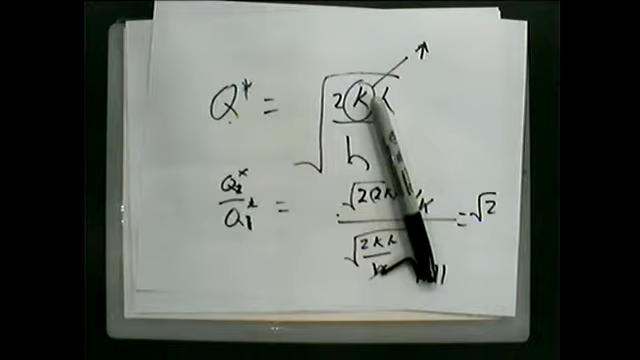 ↑
Q* = √(2Kλ / h)
Q₂* / Q₁* = √(2(2K / √(2Kλ / h) = √2